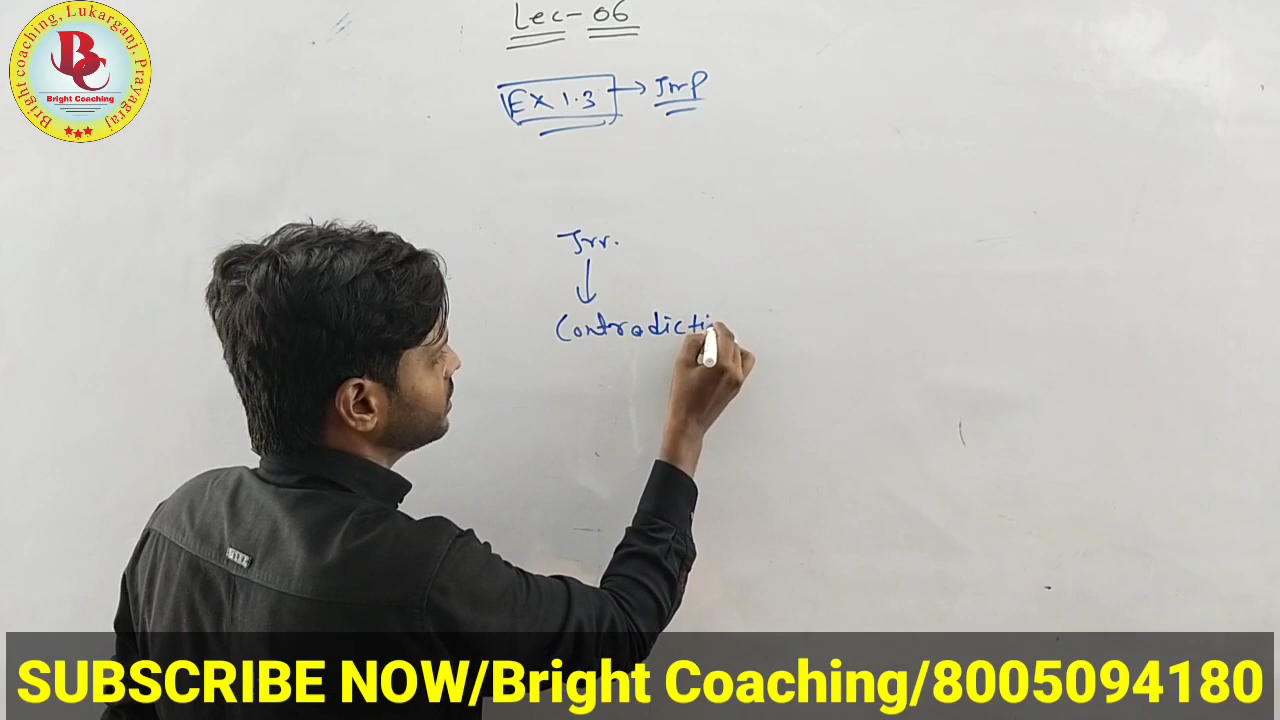 Lec-06
Bright coaching, Lukarganj, Prayagraj
BC
Bright Coaching
EX 1.3 → Imp
Irr.
↓
Contradicti
SUBSCRIBE NOW/Bright Coaching/8005094180